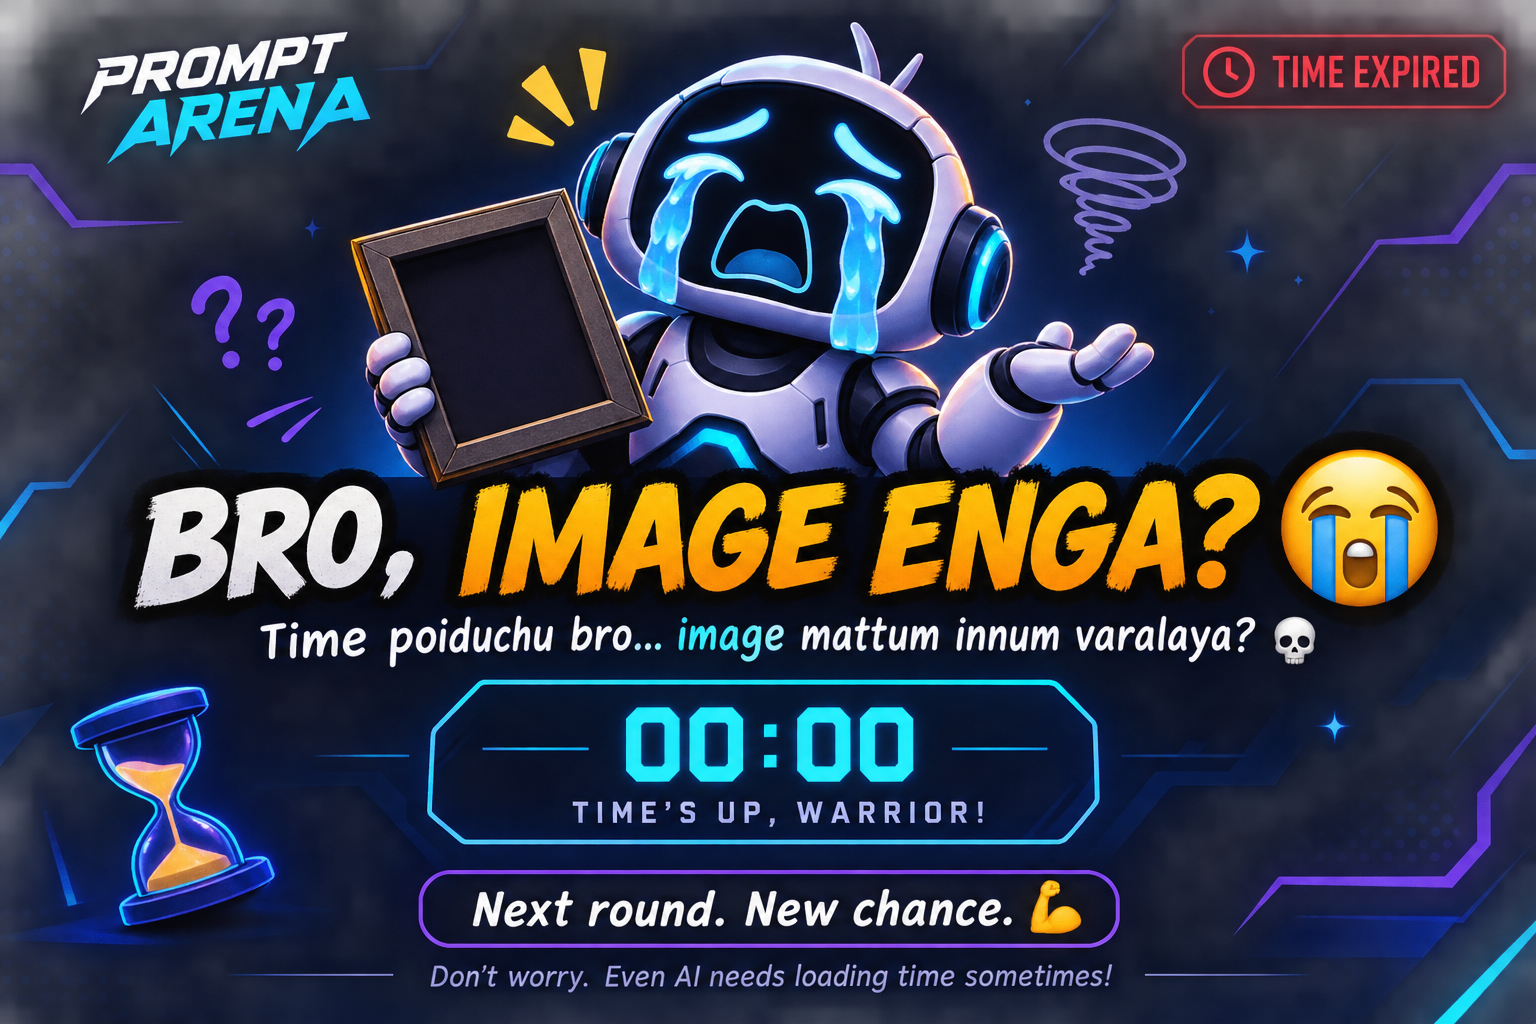 PROMPT
ARENA
TIME EXPIRED
??
BRO, IMAGE ENGA? 😭
Time poiduchu bro... image mattum innum varalaya? 💀
00:00
TIME'S UP, WARRIOR!
Next round. New chance. 💪
Don't worry. Even AI needs loading time sometimes!